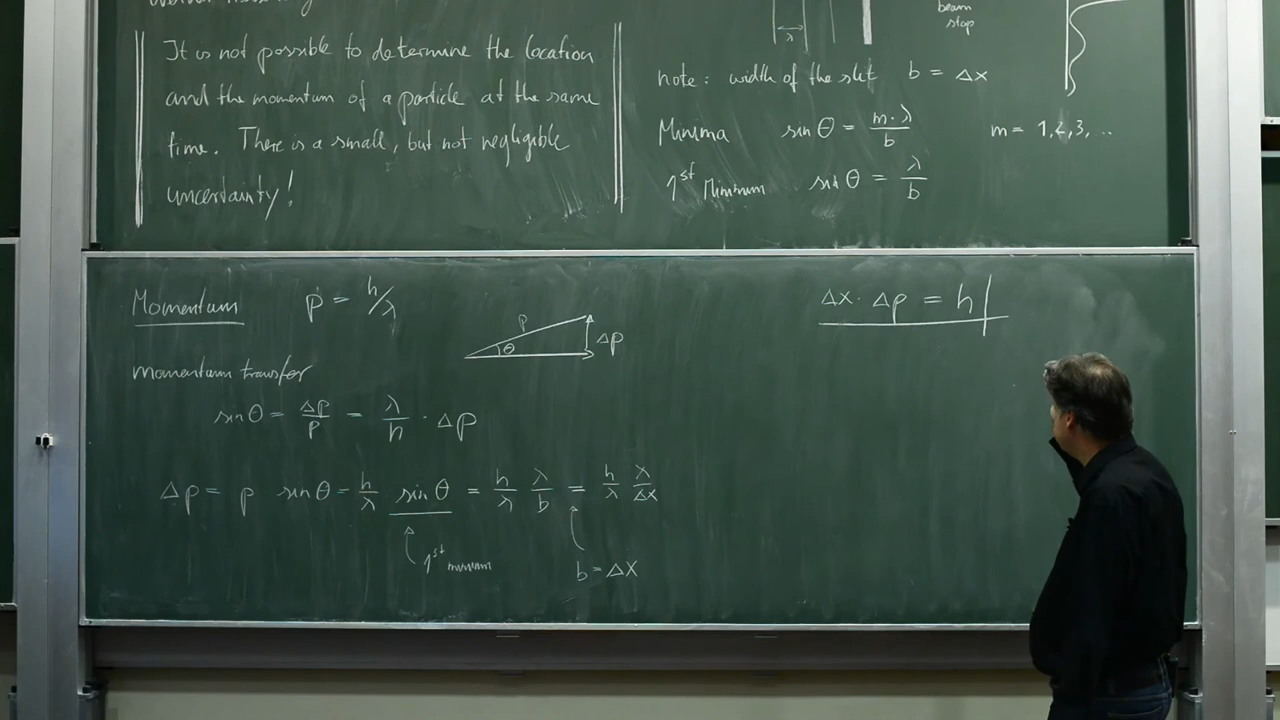 It is not possible to determine the location
and the momentum of a particle at the same
time. There is a small, but not negligible
uncertainty!
beam
stop
λ
note: width of the slit b = Δx
Minima sin θ = m·λ/b m = 1,2,3,...
1st Minimum sin θ = λ/b
Momentum p = h/λ
p θ Δp
momentum transfer
sin θ = Δp/p = λ/h · Δp
Δp = p sin θ = h/λ sin θ = h/λ λ/b = h/λ λ/Δx
1st minimum
b = Δx
Δx · Δp = h